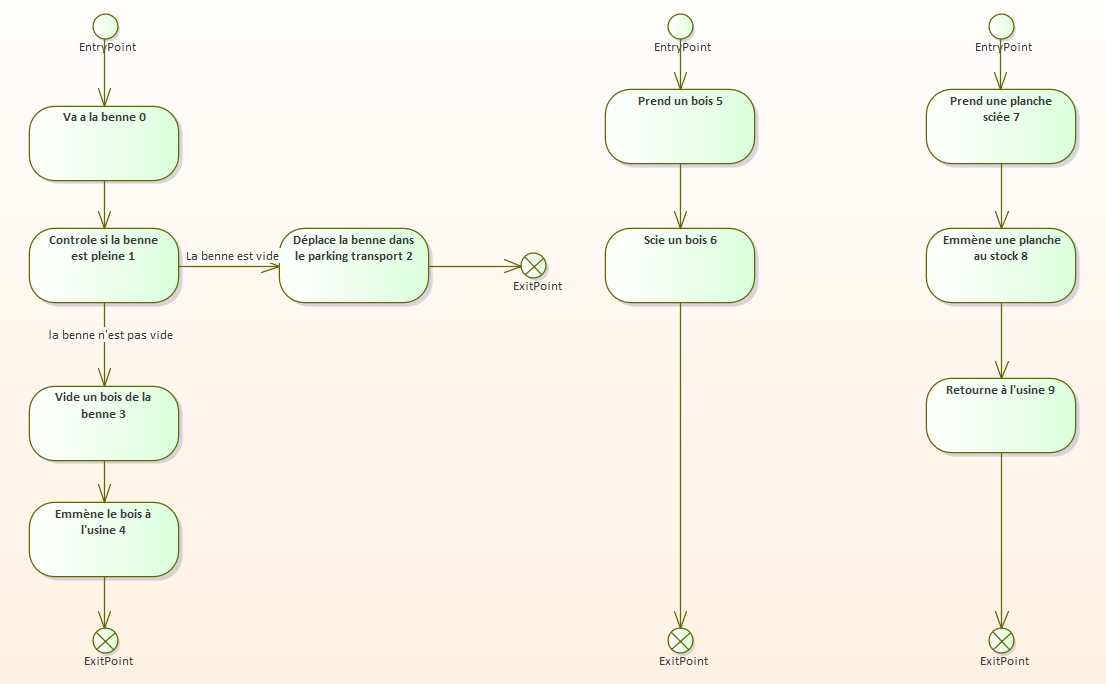 EntryPoint
Va a la benne 0
Controle si la benne
est pleine 1
La benne est vide
Déplace la benne dans
le parking transport 2
ExitPoint
la benne n'est pas vide
Vide un bois de la
benne 3
Emmène le bois à
l'usine 4
ExitPoint
EntryPoint
Prend un bois 5
Scie un bois 6
ExitPoint
EntryPoint
Prend une planche
sciée 7
Emmène une planche
au stock 8
Retourne à l'usine 9
ExitPoint